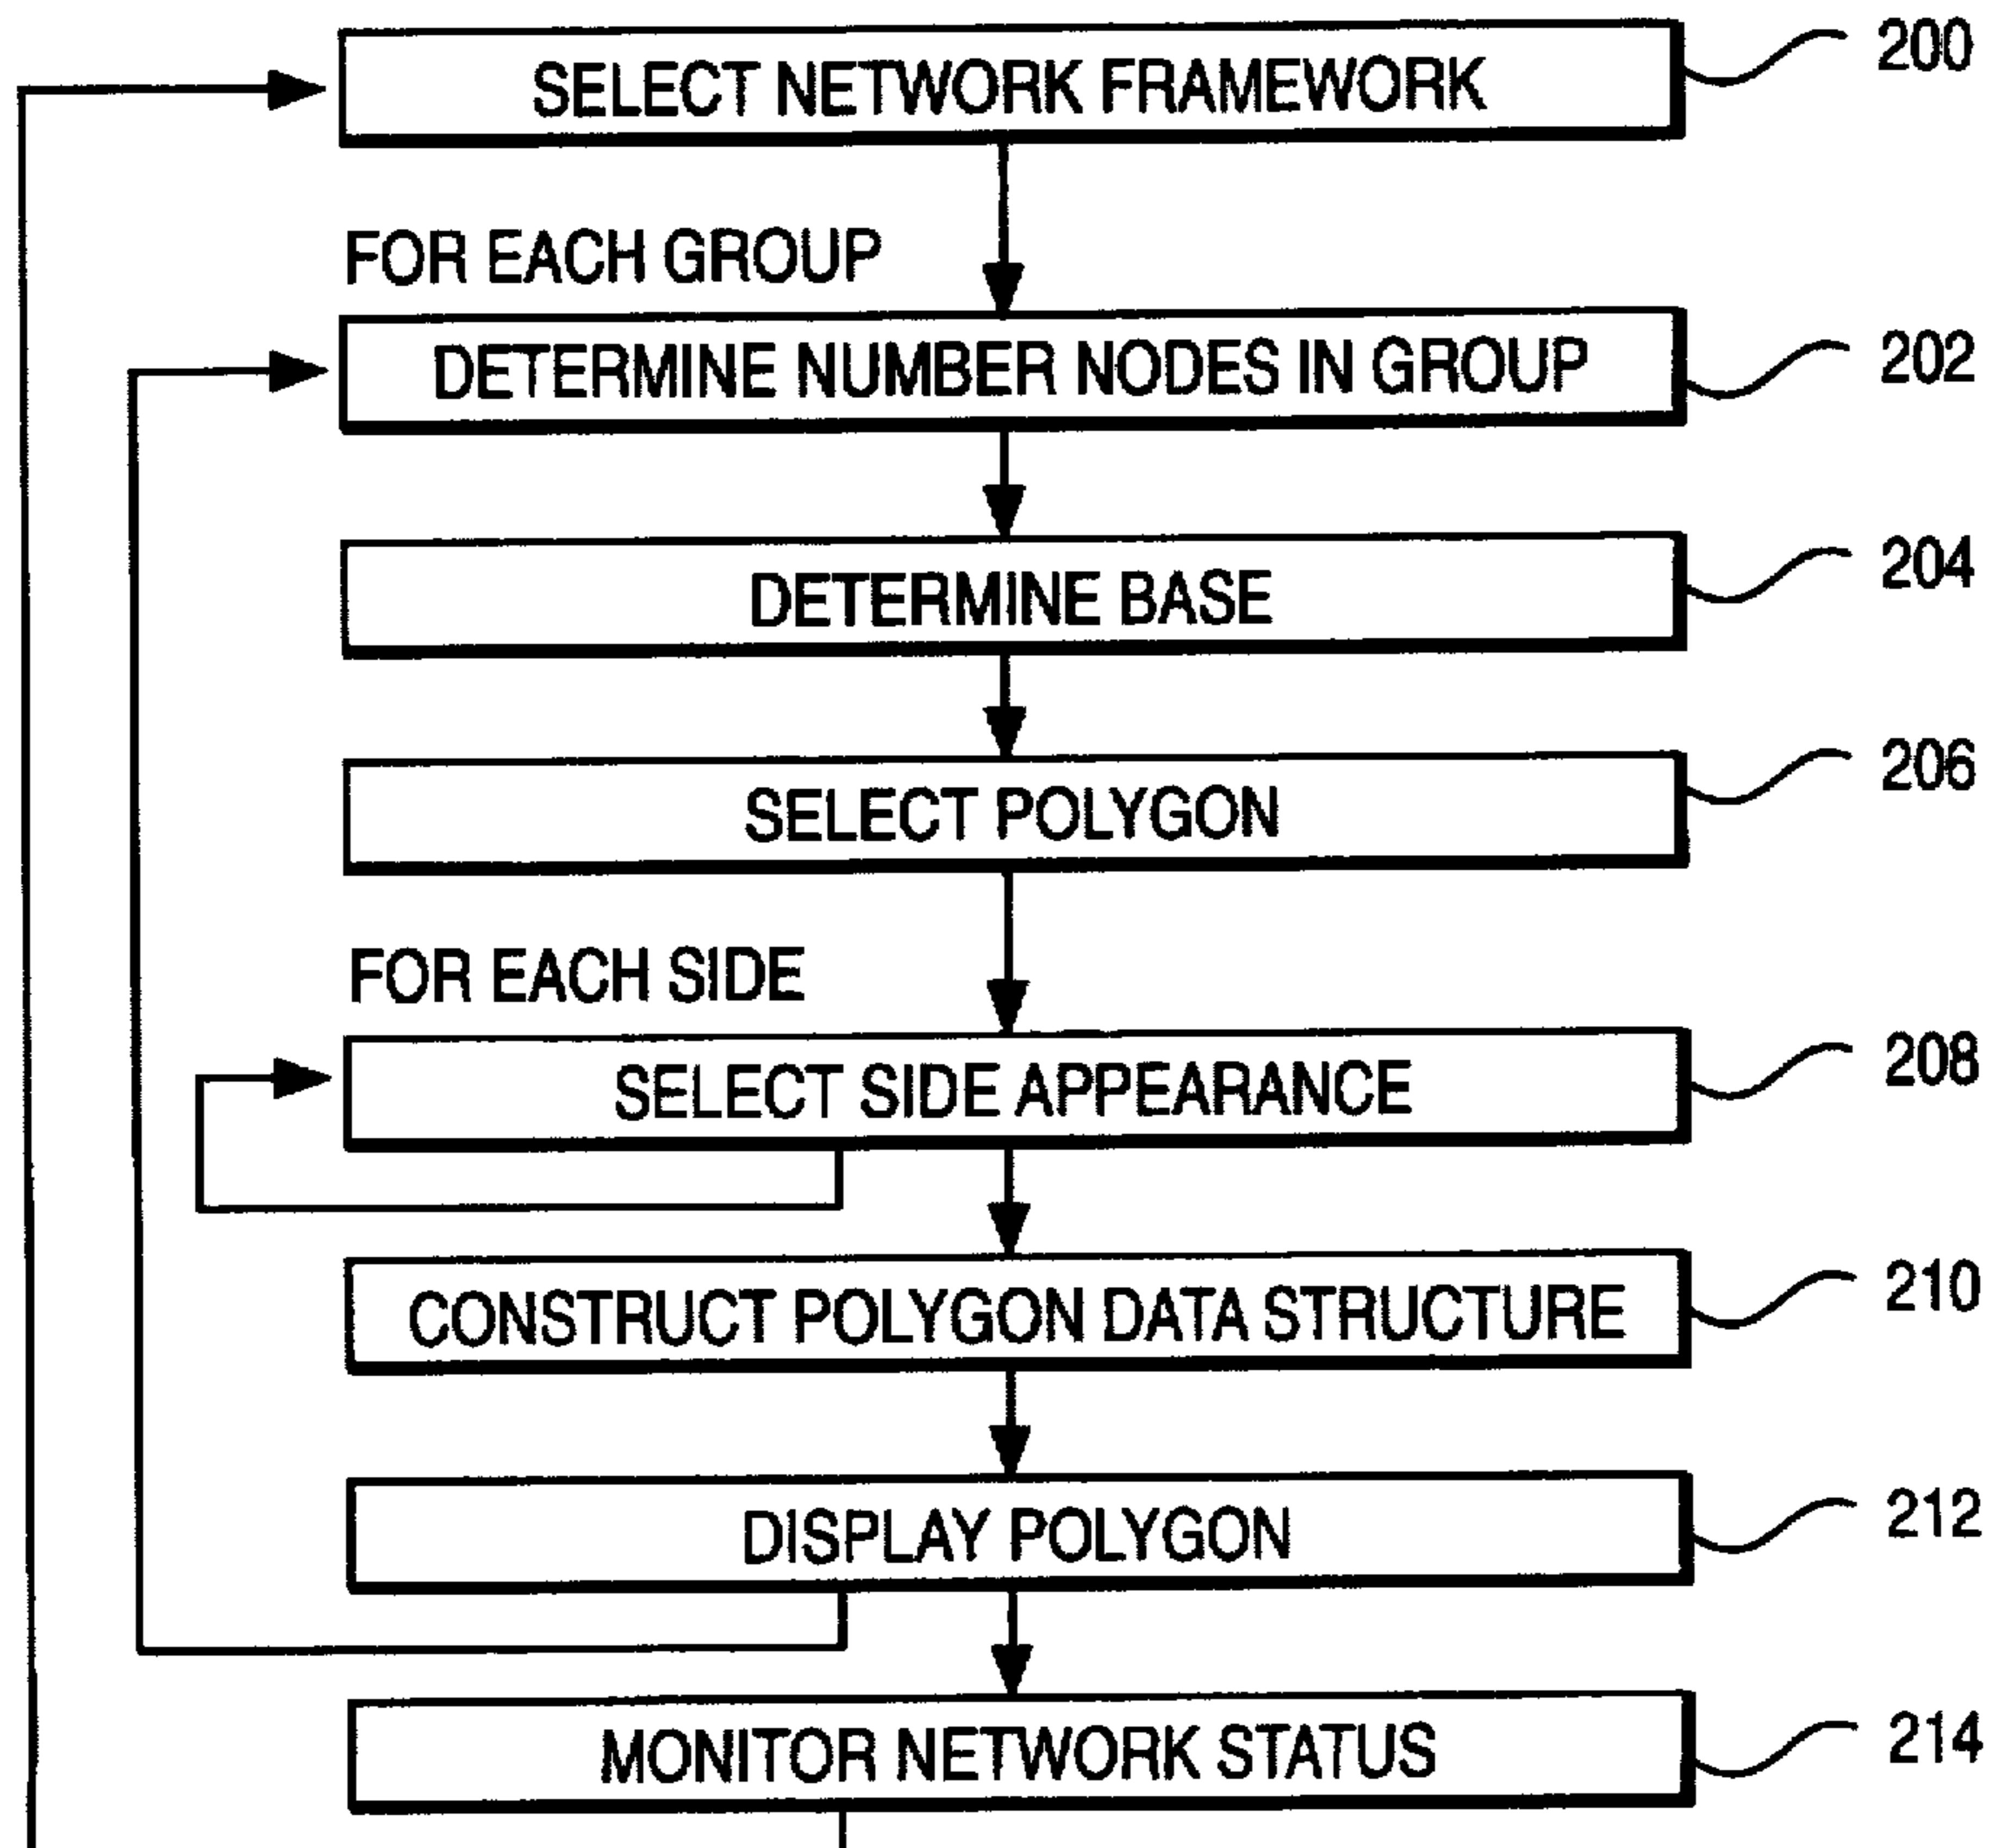 SELECT NETWORK FRAMEWORK 200
FOR EACH GROUP
DETERMINE NUMBER NODES IN GROUP 202
DETERMINE BASE 204
SELECT POLYGON 206
FOR EACH SIDE
SELECT SIDE APPEARANCE 208
CONSTRUCT POLYGON DATA STRUCTURE 210
DISPLAY POLYGON 212
MONITOR NETWORK STATUS 214